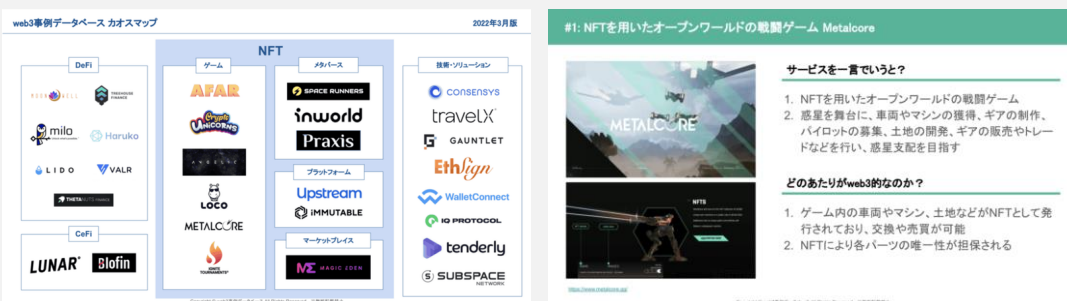 web3事例データベース カオスマップ
2022年3月版
NFT
DeFi
MOONWELL
TREEHOUSE
FINANCE
milo
Haruko
LIDO
VALR
THETANUTS FINANCE
CeFi
LUNAR
Blofin
ゲーム
AFAR
Crypto
UNICORNS
LOCO
METALCORE
IGNITE
TOURNAMENTS
メタバース
SPACE RUNNERS
inworld
Praxis
プラットフォーム
Upstream
IMMUTABLE
マーケットプレイス
MAGIC EDEN
技術・ソリューション
CONSENSYS
travelX
GAUNTLET
EthSign
WalletConnect
IQ PROTOCOL
tenderly
SUBSPACE
NETWORK
#1: NFTを用いたオープンワールドの戦闘ゲーム Metalcore
METALCORE
NFTS
https://www.metalcore.gg/
サービスを一言でいうと？
1. NFTを用いたオープンワールドの戦闘ゲーム
2. 惑星を舞台に、車両やマシンの獲得、ギアの制作、
パイロットの募集、土地の開発、ギアの販売やトレー
ドなどを行い、惑星支配を目指す
どのあたりがweb3的なのか？
1. ゲーム内の車両やマシン、土地などがNFTとして発
行されており、交換や売買が可能
2. NFTにより各パーツの唯一性が担保される